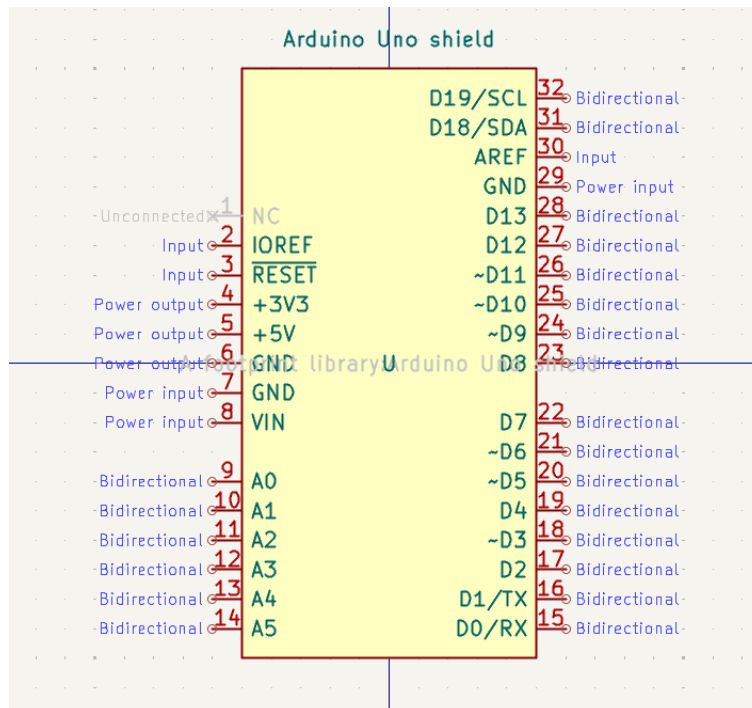 Arduino Uno shield
D19/SCL 32 Bidirectional
D18/SDA 31 Bidirectional
AREF 30 Input
GND 29 Power input
Unconnected 1 NC D13 28 Bidirectional
Input 2 IOREF D12 27 Bidirectional
Input 3 RESET ~D11 26 Bidirectional
Power output 4 +3V3 ~D10 25 Bidirectional
Power output 5 +5V ~D9 24 Bidirectional
Power output 6 GND A footprint library:Arduino Uno shield U D8 23 Bidirectional
Power input 7 GND
Power input 8 VIN D7 22 Bidirectional
~D6 21 Bidirectional
Bidirectional 9 A0 ~D5 20 Bidirectional
Bidirectional 10 A1 D4 19 Bidirectional
Bidirectional 11 A2 ~D3 18 Bidirectional
Bidirectional 12 A3 D2 17 Bidirectional
Bidirectional 13 A4 D1/TX 16 Bidirectional
Bidirectional 14 A5 D0/RX 15 Bidirectional